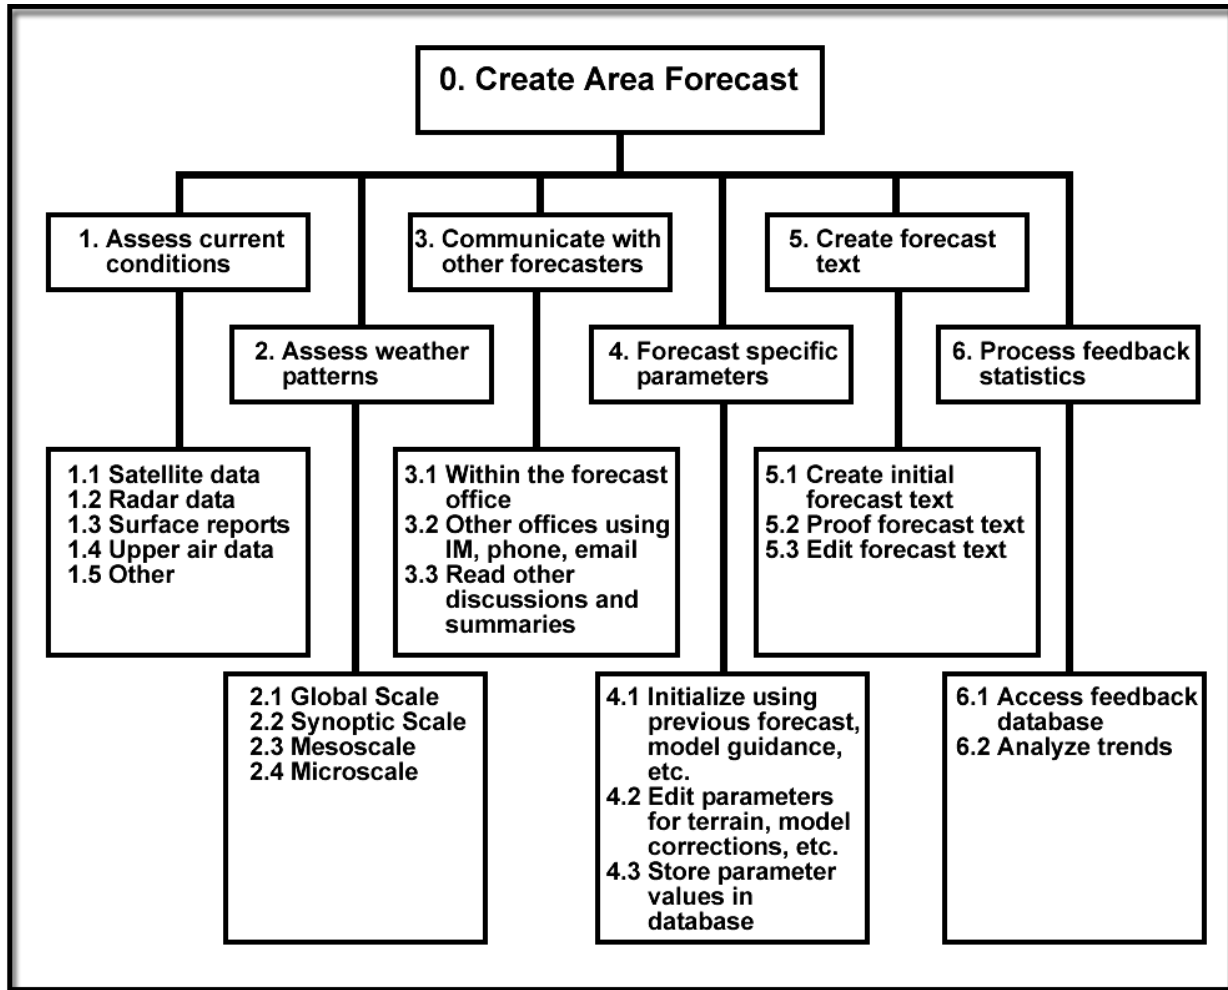 0. Create Area Forecast
1. Assess current
conditions
2. Assess weather
patterns
3. Communicate with
other forecasters
4. Forecast specific
parameters
5. Create forecast
text
6. Process feedback
statistics
1.1 Satellite data
1.2 Radar data
1.3 Surface reports
1.4 Upper air data
1.5 Other
2.1 Global Scale
2.2 Synoptic Scale
2.3 Mesoscale
2.4 Microscale
3.1 Within the forecast
office
3.2 Other offices using
IM, phone, email
3.3 Read other
discussions and
summaries
4.1 Initialize using
previous forecast,
model guidance,
etc.
4.2 Edit parameters
for terrain, model
corrections, etc.
4.3 Store parameter
values in
database
5.1 Create initial
forecast text
5.2 Proof forecast text
5.3 Edit forecast text
6.1 Access feedback
database
6.2 Analyze trends